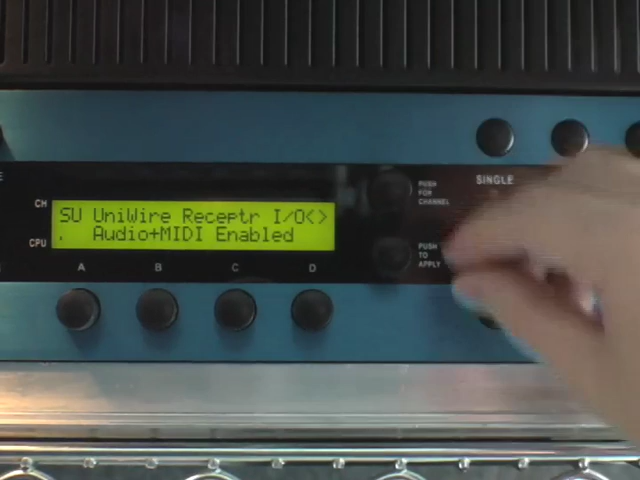 SINGLE
PUSH
FOR
CHANNEL
CH
SU UniWire Receptr I/O<>
CPU
. Audio+MIDI Enabled
PUSH
TO
APPLY
A B C D